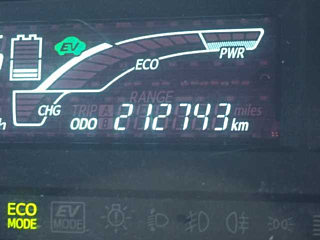 EV
ECO
PWR
CHG
RANGE
TRIP A B miles
ODO 212743 km
ECO MODE
EV MODE